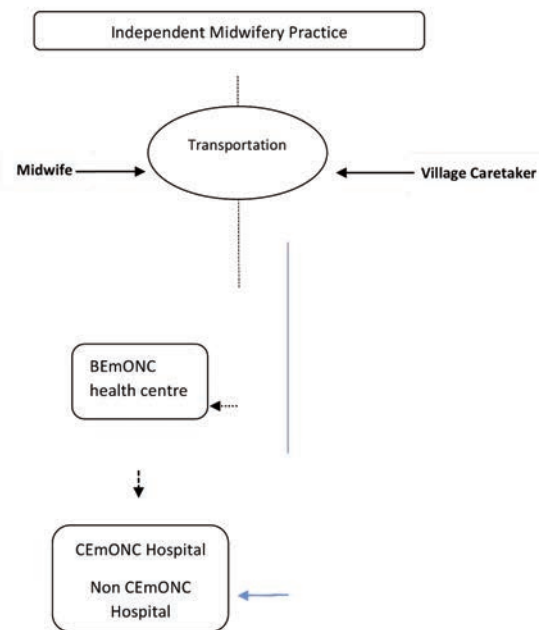 Independent Midwifery Practice
Transportation
Midwife
Village Caretaker
BEmONC
health centre
CEmONC Hospital
Non CEmONC
Hospital